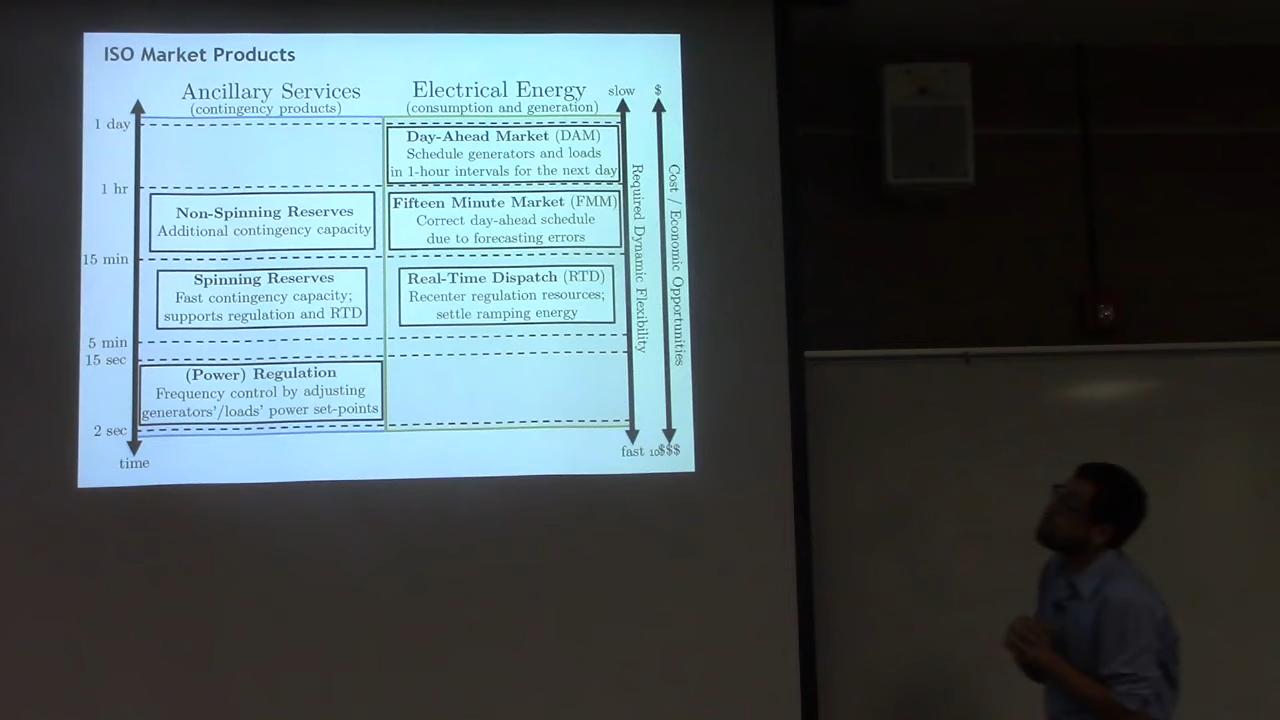 ISO Market Products
Ancillary Services
(contingency products)
Electrical Energy
(consumption and generation)
slow
$
1 day
Day-Ahead Market (DAM)
Schedule generators and loads
in 1-hour intervals for the next day
1 hr
Non-Spinning Reserves
Additional contingency capacity
Fifteen Minute Market (FMM)
Correct day-ahead schedule
due to forecasting errors
15 min
Spinning Reserves
Fast contingency capacity;
supports regulation and RTD
Real-Time Dispatch (RTD)
Recenter regulation resources;
settle ramping energy
5 min
15 sec
(Power) Regulation
Frequency control by adjusting
generators'/loads' power set-points
2 sec
time
Required Dynamic Flexibility
Cost / Economic Opportunities
fast
10$$$